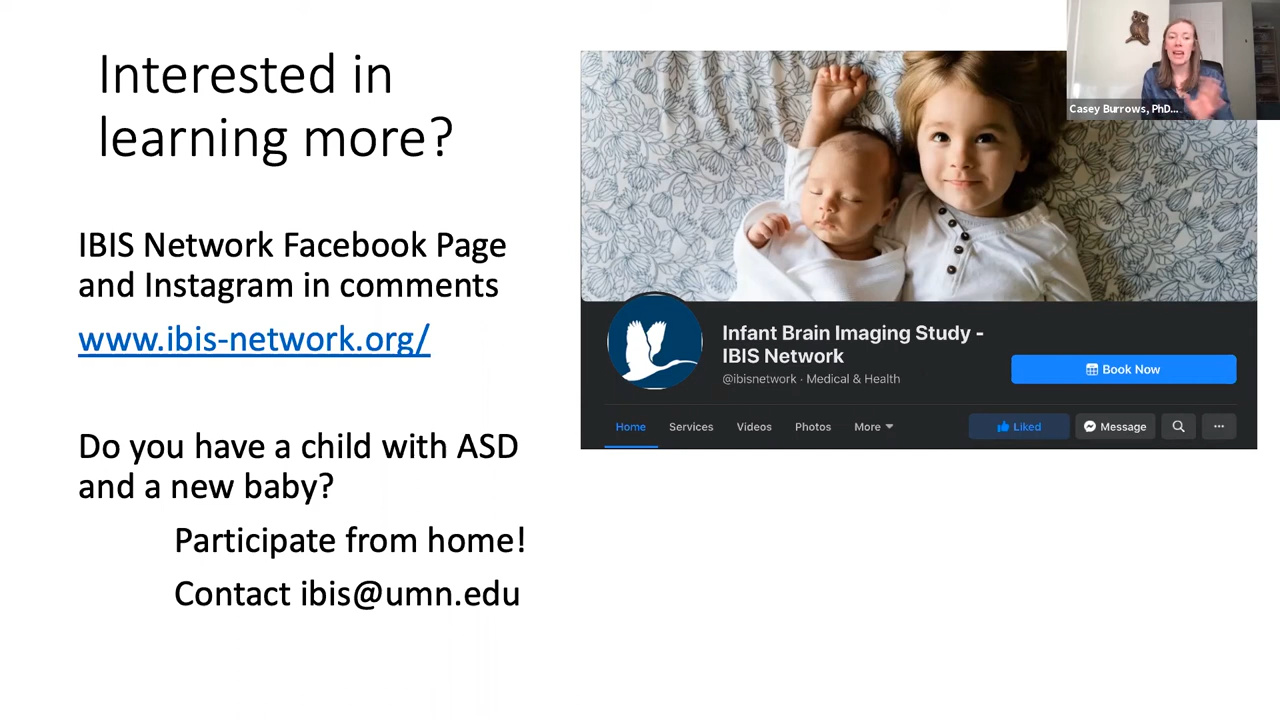 Interested in
learning more?
IBIS Network Facebook Page
and Instagram in comments
www.ibis-network.org/
Do you have a child with ASD
and a new baby?
Participate from home!
Contact ibis@umn.edu
Casey Burrows, PhD...
Infant Brain Imaging Study -
IBIS Network
@ibisnetwork · Medical & Health
Book Now
Home Services Videos Photos More Liked Message ...